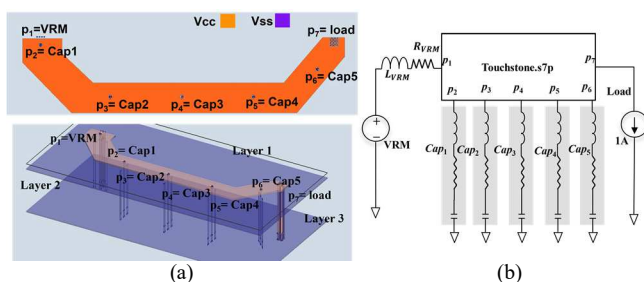 Vcc Vss
p₁=VRM
p₂= Cap1
p₇= load
p₆= Cap5
p₃= Cap2
p₄= Cap3
p₅= Cap4
p₁=VRM
p₂= Cap1
Layer 1
p₃= Cap2
p₆= Cap5
Layer 2
p₄= Cap3
p₇= load
p₅= Cap4
Layer 3
(a)
R_VRM
L_VRM
p₁
Touchstone.s7p
p₇
p₂ p₃ p₄ p₅ p₆
Load
VRM
Cap₁ Cap₂ Cap₃ Cap₄ Cap₅
1A
(b)